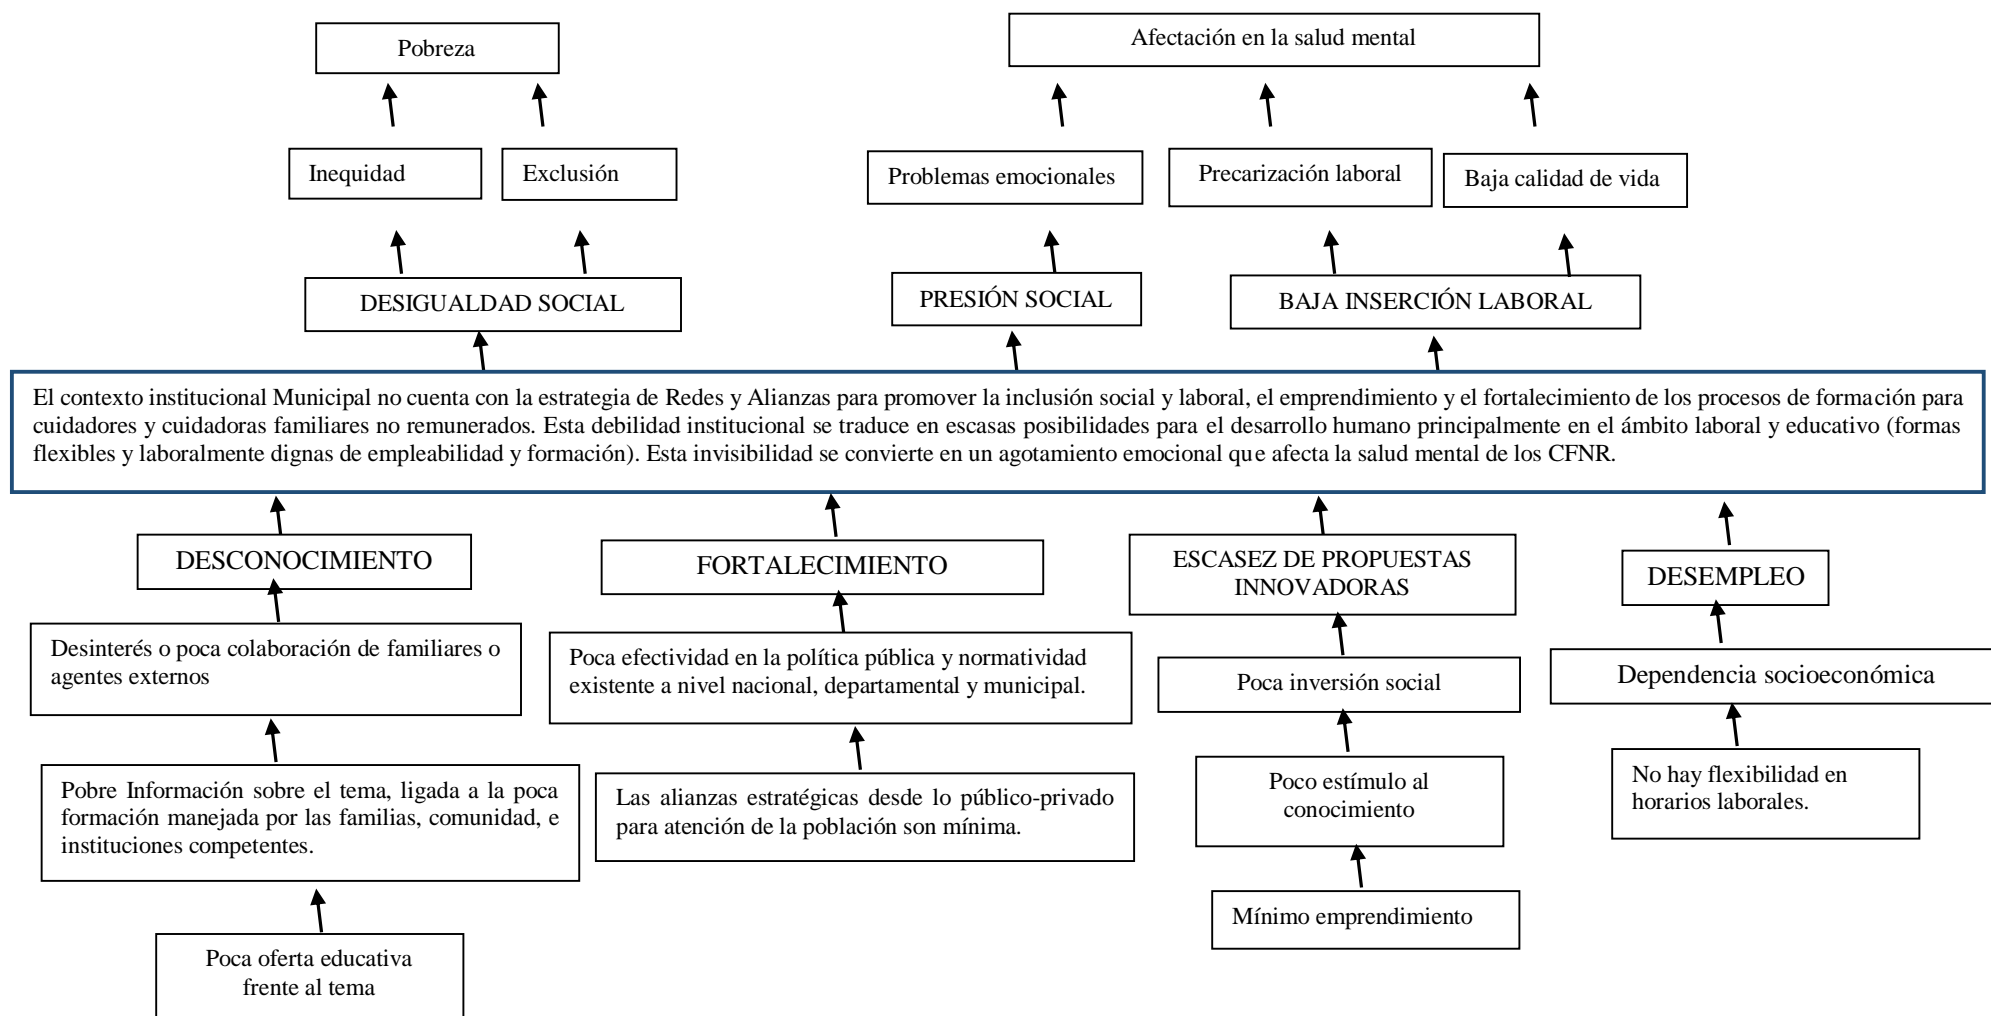 Pobreza
Afectación en la salud mental
Inequidad
Exclusión
Problemas emocionales
Precarización laboral
Baja calidad de vida
DESIGUALDAD SOCIAL
PRESIÓN SOCIAL
BAJA INSERCIÓN LABORAL
El contexto institucional Municipal no cuenta con la estrategia de Redes y Alianzas para promover la inclusión social y laboral, el emprendimiento y el fortalecimiento de los procesos de formación para
cuidadores y cuidadoras familiares no remunerados. Esta debilidad institucional se traduce en escasas posibilidades para el desarrollo humano principalmente en el ámbito laboral y educativo (formas
flexibles y laboralmente dignas de empleabilidad y formación). Esta invisibilidad se convierte en un agotamiento emocional que afecta la salud mental de los CFNR.
DESCONOCIMIENTO
FORTALECIMIENTO
ESCASEZ DE PROPUESTAS
INNOVADORAS
DESEMPLEO
Desinterés o poca colaboración de familiares o
agentes externos
Poca efectividad en la política pública y normatividad
existente a nivel nacional, departamental y municipal.
Poca inversión social
Dependencia socioeconómica
Pobre Información sobre el tema, ligada a la poca
formación manejada por las familias, comunidad, e
instituciones competentes.
Las alianzas estratégicas desde lo público-privado
para atención de la población son mínima.
Poco estímulo al
conocimiento
No hay flexibilidad en
horarios laborales.
Mínimo emprendimiento
Poca oferta educativa
frente al tema